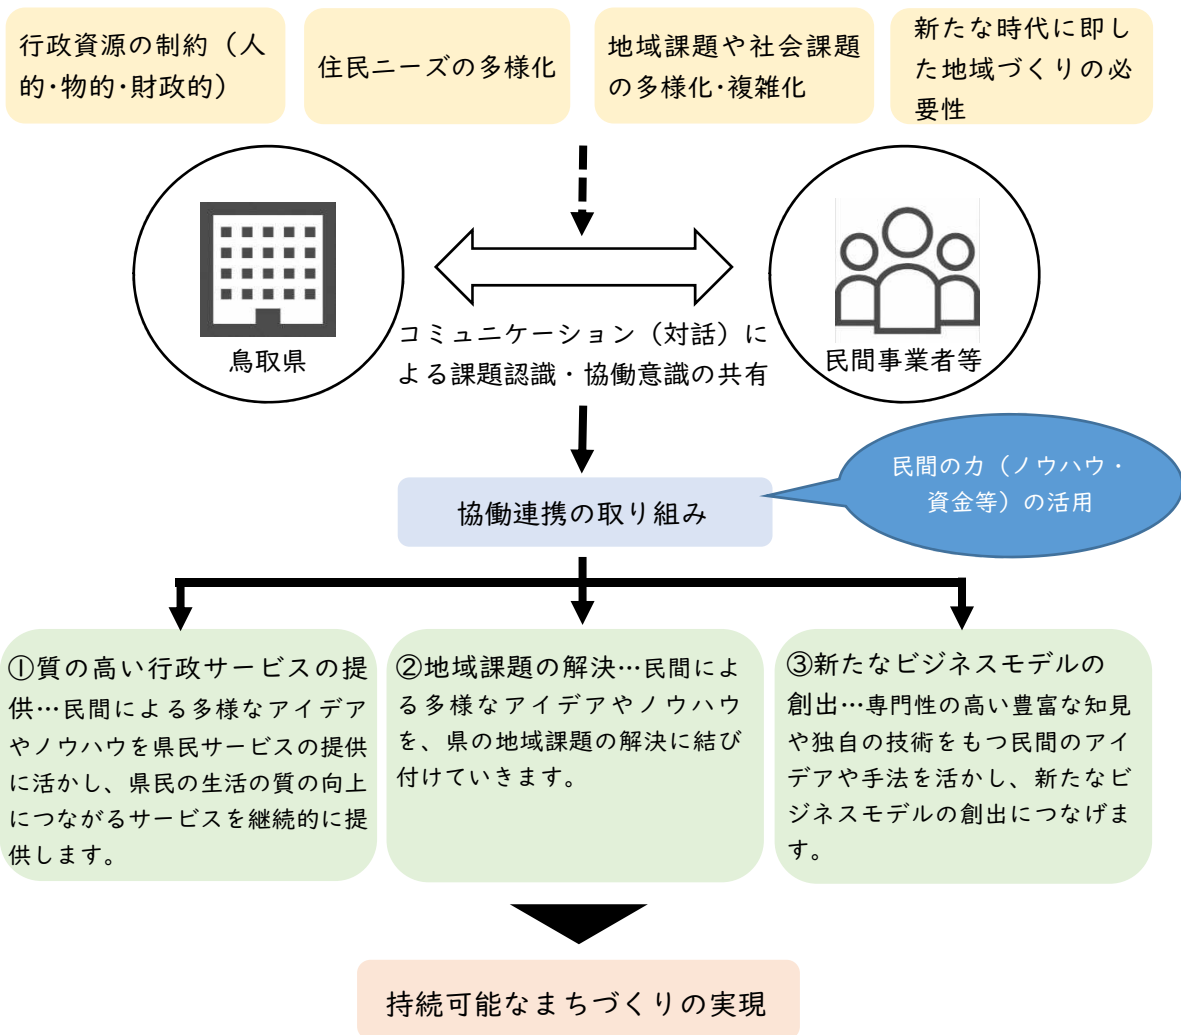 行政資源の制約（人
的･物的･財政的）
住民ニーズの多様化
地域課題や社会課題
の多様化･複雑化
新たな時代に即し
た地域づくりの必
要性
鳥取県
コミュニケーション（対話）に
よる課題認識・協働意識の共有
民間事業者等
民間の力（ノウハウ・
資金等）の活用
協働連携の取り組み
①質の高い行政サービスの提
供…民間による多様なアイデア
やノウハウを県民サービスの提供
に活かし、県民の生活の質の向上
につながるサービスを継続的に提
供します。
②地域課題の解決…民間によ
る多様なアイデアやノウハウ
を、県の地域課題の解決に結び
付けていきます。
③新たなビジネスモデルの
創出…専門性の高い豊富な知見
や独自の技術をもつ民間のアイ
デアや手法を活かし、新たなビ
ジネスモデルの創出につなげま
す。
持続可能なまちづくりの実現